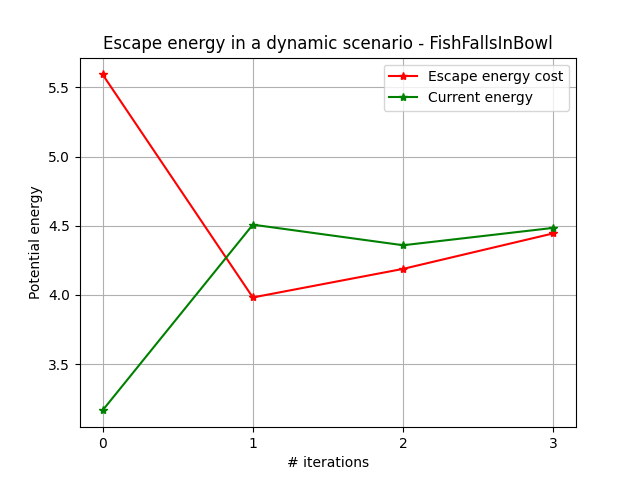 Escape energy in a dynamic scenario - FishFallsInBowl
Escape energy cost
Current energy
5.5
5.0
4.5
4.0
3.5
Potential energy
0 1 2 3
# iterations